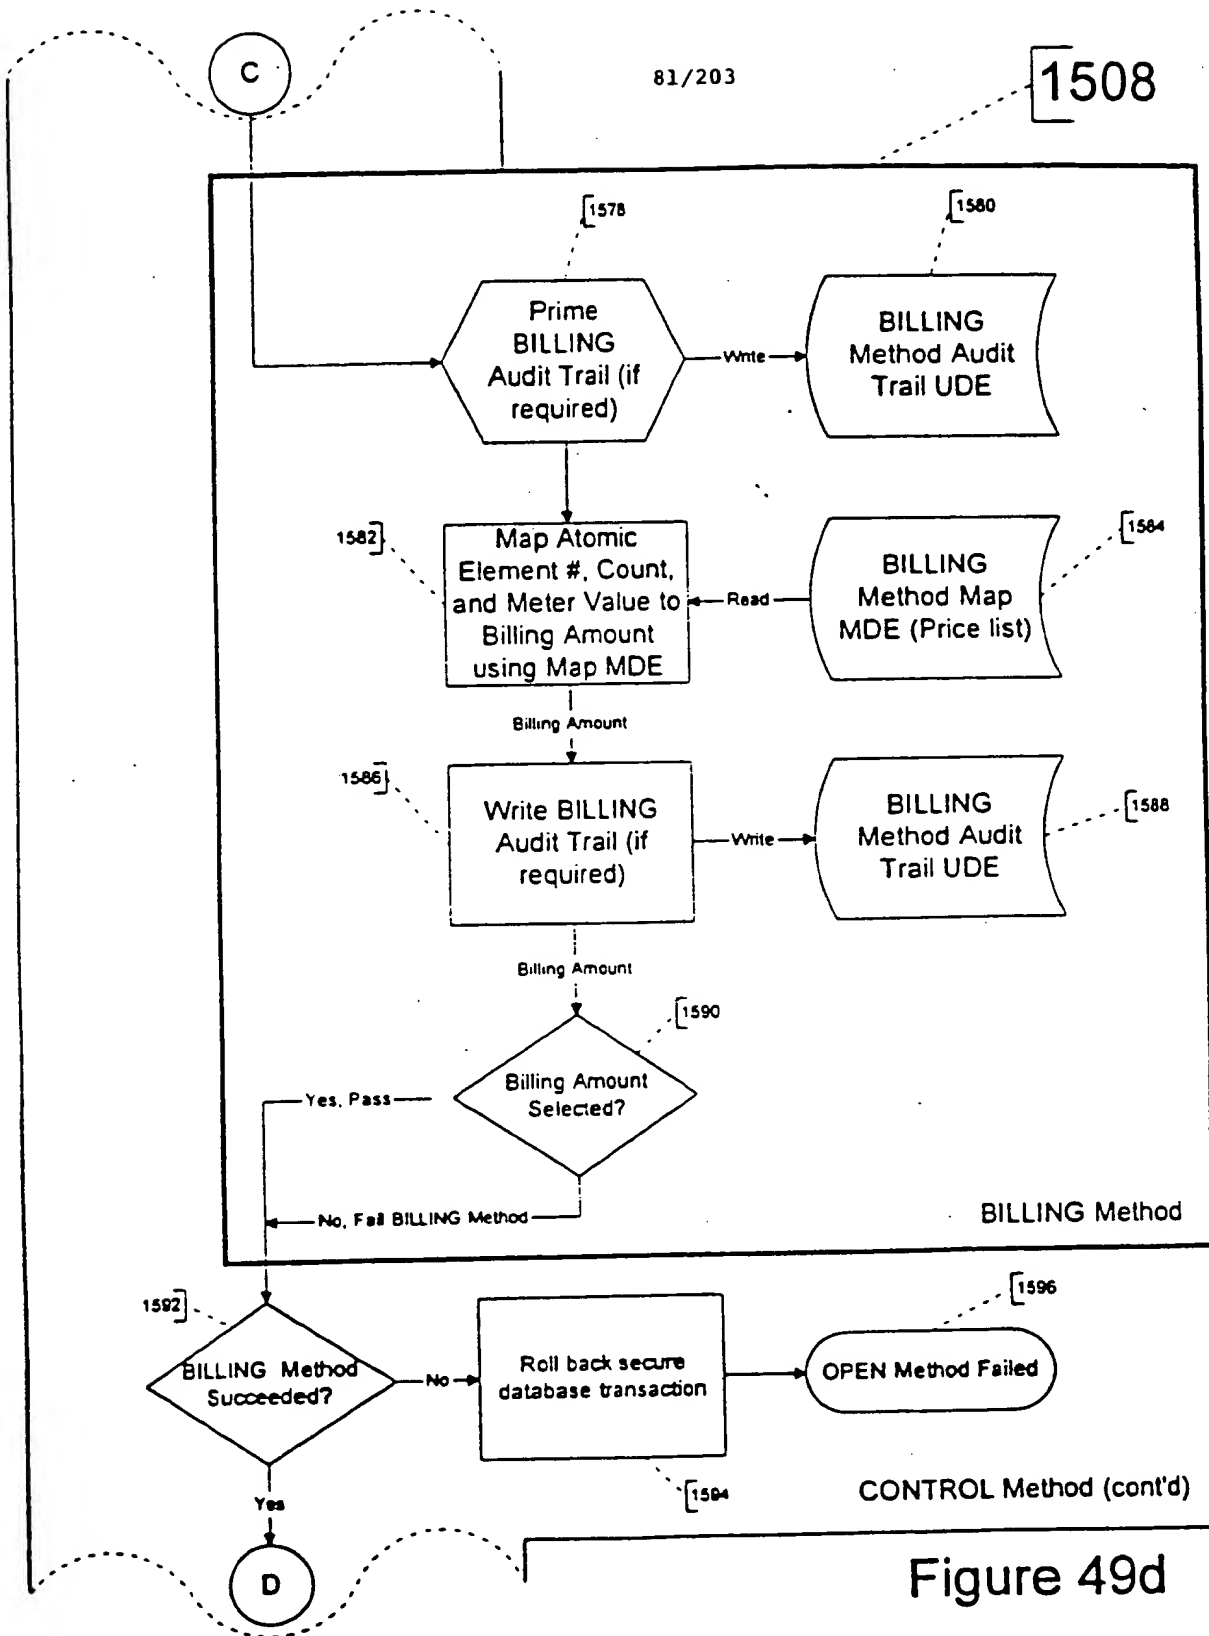 C
81/203
1508
1578
1580
Prime
BILLING
Audit Trail (if
required)
Write
BILLING
Method Audit
Trail UDE
1582
Map Atomic
Element #, Count,
and Meter Value to
Billing Amount
using Map MDE
Read
BILLING
Method Map
MDE (Price list)
1584
Billing Amount
1586
Write BILLING
Audit Trail (if
required)
Write
BILLING
Method Audit
Trail UDE
1588
Billing Amount
1590
Billing Amount
Selected?
Yes, Pass
No, Fail BILLING Method
BILLING Method
1592
BILLING Method
Succeeded?
No
Roll back secure
database transaction
1596
OPEN Method Failed
1594
CONTROL Method (cont'd)
Yes
D
Figure 49d